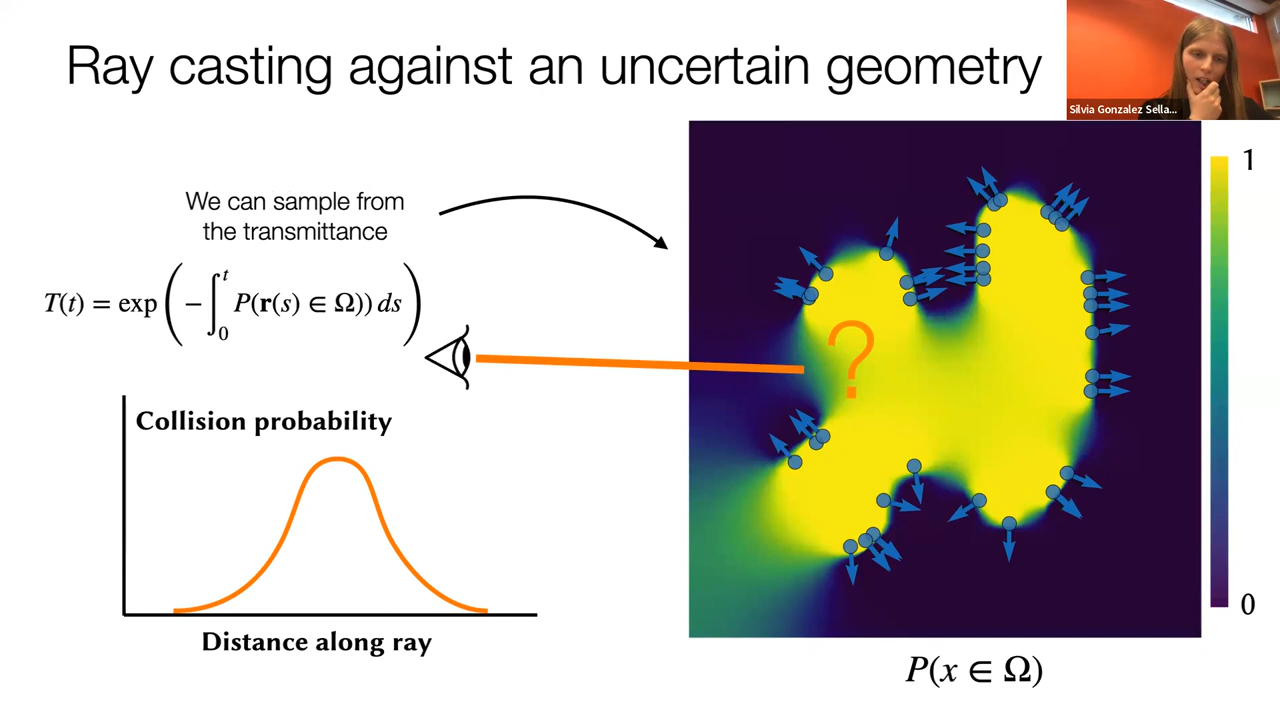 Ray casting against an uncertain geometry
Silvia Gonzalez Sella...
We can sample from
the transmittance
T(t) = exp(−∫₀ᵗ P(r(s) ∈ Ω)) ds)
Collision probability
Distance along ray
?
1
0
P(x ∈ Ω)